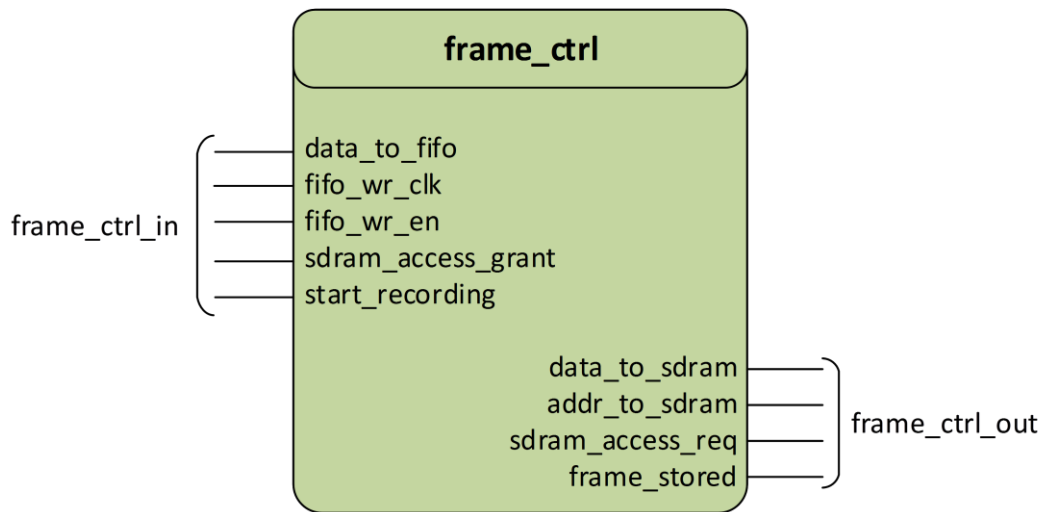 frame_ctrl
data_to_fifo
fifo_wr_clk
frame_ctrl_in
fifo_wr_en
sdram_access_grant
start_recording
data_to_sdram
addr_to_sdram
frame_ctrl_out
sdram_access_req
frame_stored